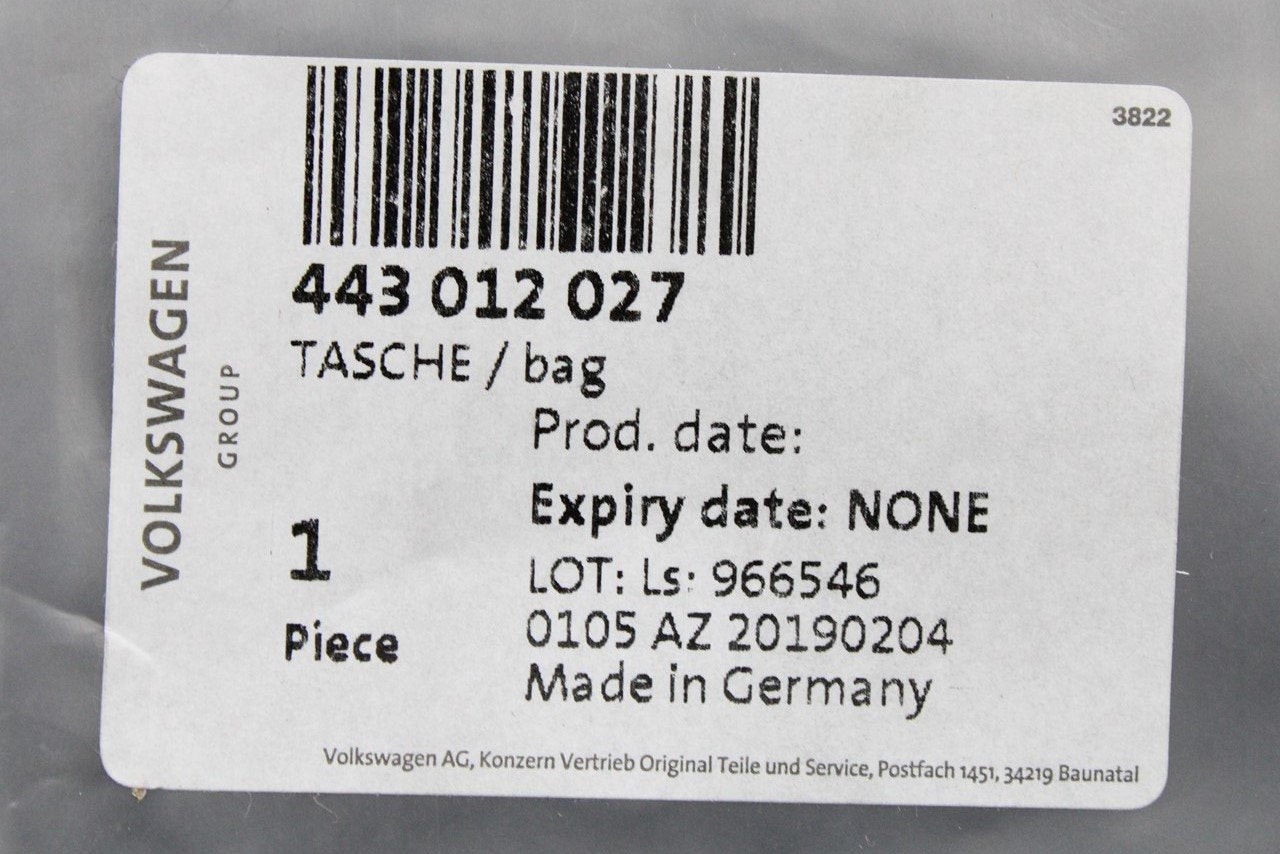 3822
VOLKSWAGEN
GROUP
443 012 027
TASCHE / bag
Prod. date:
Expiry date: NONE
1
LOT: Ls: 966546
0105 AZ 20190204
Piece
Made in Germany
Volkswagen AG, Konzern Vertrieb Original Teile und Service, Postfach 1451, 34219 Baunatal